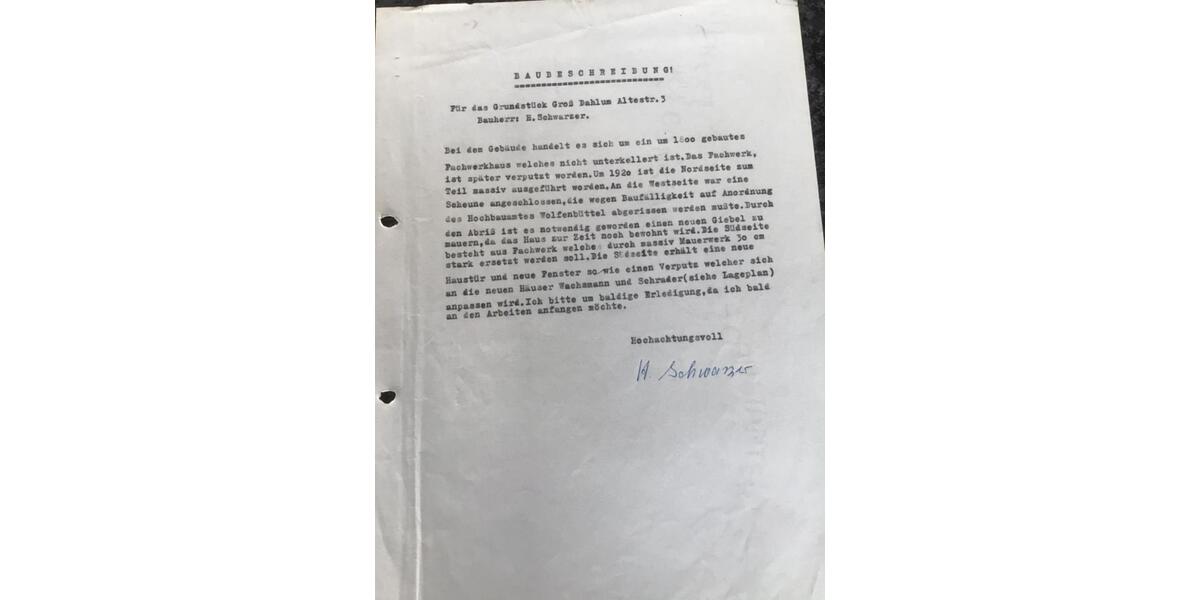 BAUBESCHREIBUNG!
============================
Für das Grundstück Groß Dahlum Altestr.3
Bauherr: H.Schwarzer.
Bei dem Gebäude handelt es sich um ein um 18oo gebautes
Fachwerkhaus welches nicht unterkellert ist.Das Fachwerk,
ist später verputzt worden.Um 192o ist die Nordseite zum
Teil massiv ausgeführt worden.An die Westseite war eine
Scheune angeschlossen,die wegen Baufälligkeit auf Anordnung
des Hochbauamtes Wolfenbüttel abgerissen werden mußte.Durch
den Abriß ist es notwendig geworden einen neuen Giebel zu
mauern,da das Haus zur Zeit noch bewohnt wird.Die Südseite
besteht aus Fachwerk welches durch massiv Mauerwerk 3o cm
stark ersetzt werden soll.Die Südseite erhält eine neue
Haustür und neue Fenster so wie einen Verputz welcher sich
an die neuen Häuser Wachsmann und Schrader(siehe Lageplan)
anpassen wird.Ich bitte um baldige Erledigung,da ich bald
an den Arbeiten anfangen möchte.
Hochachtungsvoll
H. Schwarzer